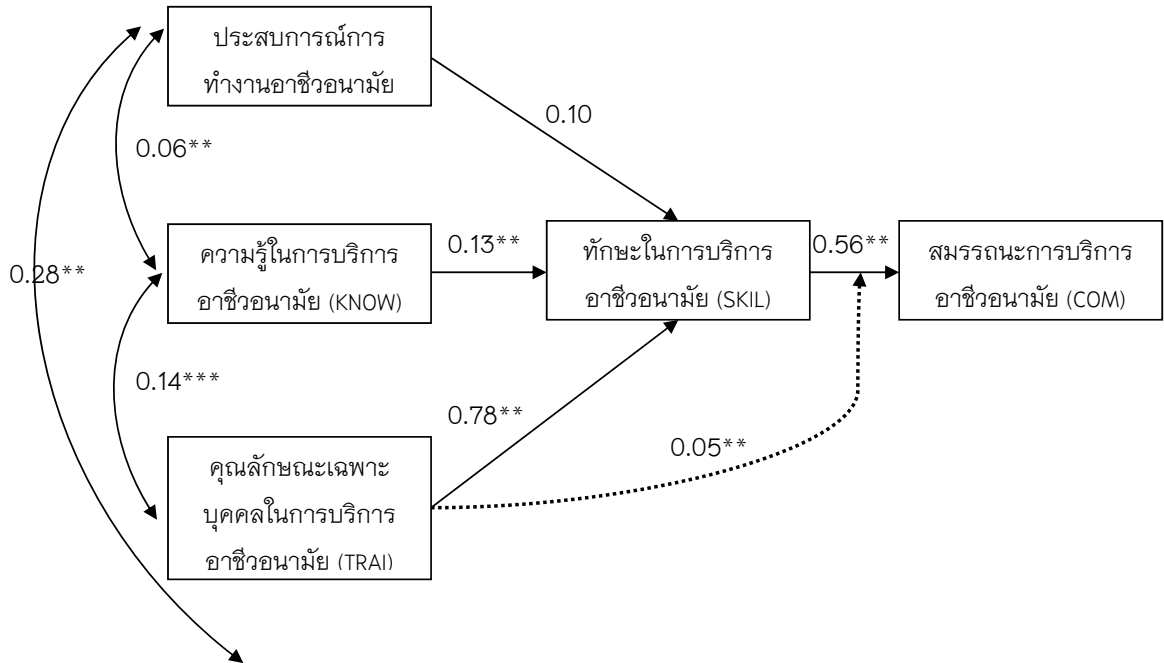 ประสบการณ์การ
ทำงานอาชีวอนามัย
0.10
0.06**
ความรู้ในการบริการ
อาชีวอนามัย (KNOW)
0.13**
ทักษะในการบริการ
อาชีวอนามัย (SKIL)
0.56**
สมรรถนะการบริการ
อาชีวอนามัย (COM)
0.28**
0.14***
0.78**
0.05**
คุณลักษณะเฉพาะ
บุคคลในการบริการ
อาชีวอนามัย (TRAI)